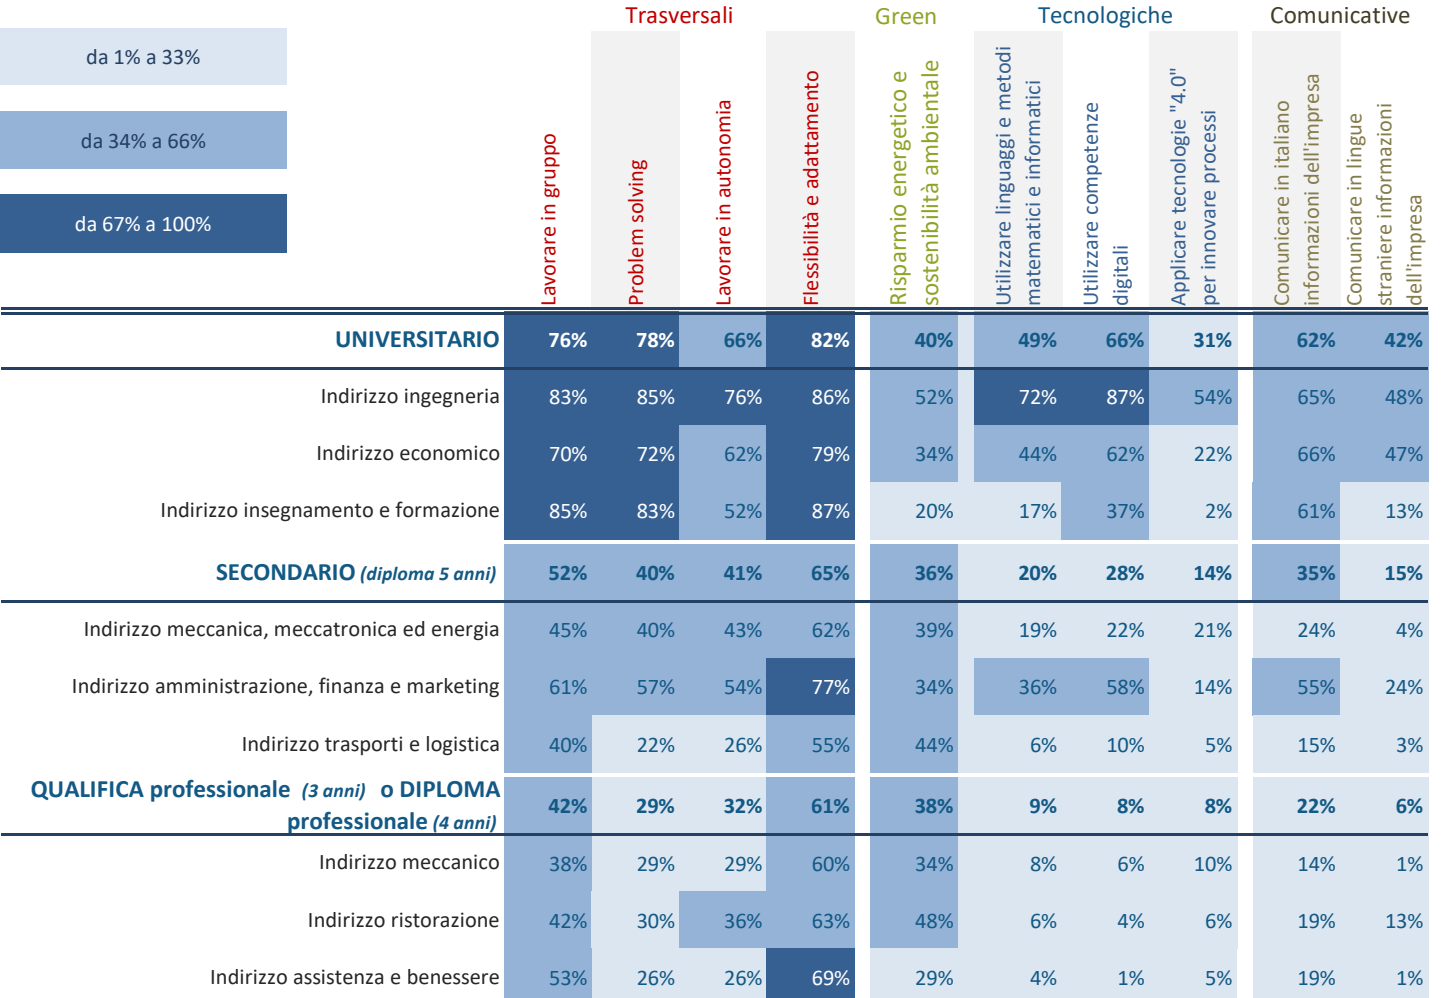 Trasversali Green Tecnologiche Comunicative
da 1% a 33%
da 34% a 66%
da 67% a 100%
Lavorare in gruppo
Problem solving
Lavorare in autonomia
Flessibilità e adattamento
Risparmio energetico e
sostenibilità ambientale
Utilizzare linguaggi e metodi
matematici e informatici
Utilizzare competenze
digitali
Applicare tecnologie "4.0"
per innovare processi
Comunicare in italiano
informazioni dell'impresa
Comunicare in lingue
straniere informazioni
dell'impresa
UNIVERSITARIO 76% 78% 66% 82% 40% 49% 66% 31% 62% 42%
Indirizzo ingegneria 83% 85% 76% 86% 52% 72% 87% 54% 65% 48%
Indirizzo economico 70% 72% 62% 79% 34% 44% 62% 22% 66% 47%
Indirizzo insegnamento e formazione 85% 83% 52% 87% 20% 17% 37% 2% 61% 13%
SECONDARIO (diploma 5 anni) 52% 40% 41% 65% 36% 20% 28% 14% 35% 15%
Indirizzo meccanica, meccatronica ed energia 45% 40% 43% 62% 39% 19% 22% 21% 24% 4%
Indirizzo amministrazione, finanza e marketing 61% 57% 54% 77% 34% 36% 58% 14% 55% 24%
Indirizzo trasporti e logistica 40% 22% 26% 55% 44% 6% 10% 5% 15% 3%
QUALIFICA professionale (3 anni) o DIPLOMA
professionale (4 anni) 42% 29% 32% 61% 38% 9% 8% 8% 22% 6%
Indirizzo meccanico 38% 29% 29% 60% 34% 8% 6% 10% 14% 1%
Indirizzo ristorazione 42% 30% 36% 63% 48% 6% 4% 6% 19% 13%
Indirizzo assistenza e benessere 53% 26% 26% 69% 29% 4% 1% 5% 19% 1%